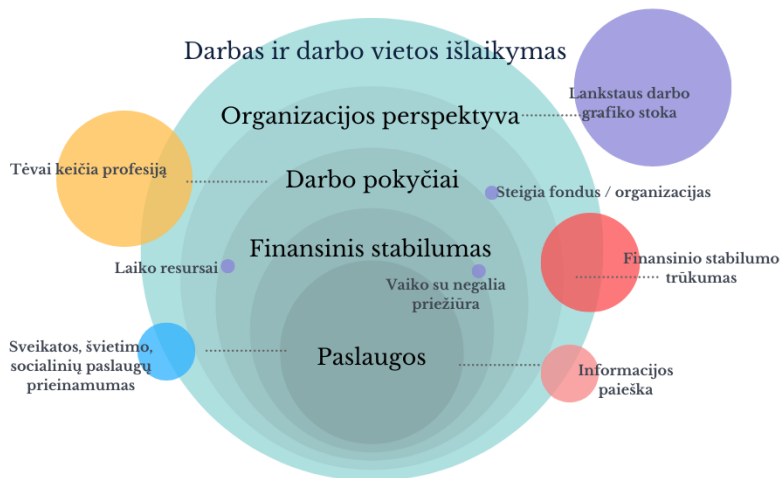 Darbas ir darbo vietos išlaikymas
Lankstaus darbo
grafiko stoka
Organizacijos perspektyva
Tėvai keičia profesiją
Darbo pokyčiai
Steigia fondus / organizacijas
Finansinis stabilumas
Laiko resursai
Vaiko su negalia
priežiūra
Finansinio stabilumo
trūkumas
Sveikatos, švietimo,
socialinių paslaugų
prieinamumas
Paslaugos
Informacijos
paieška